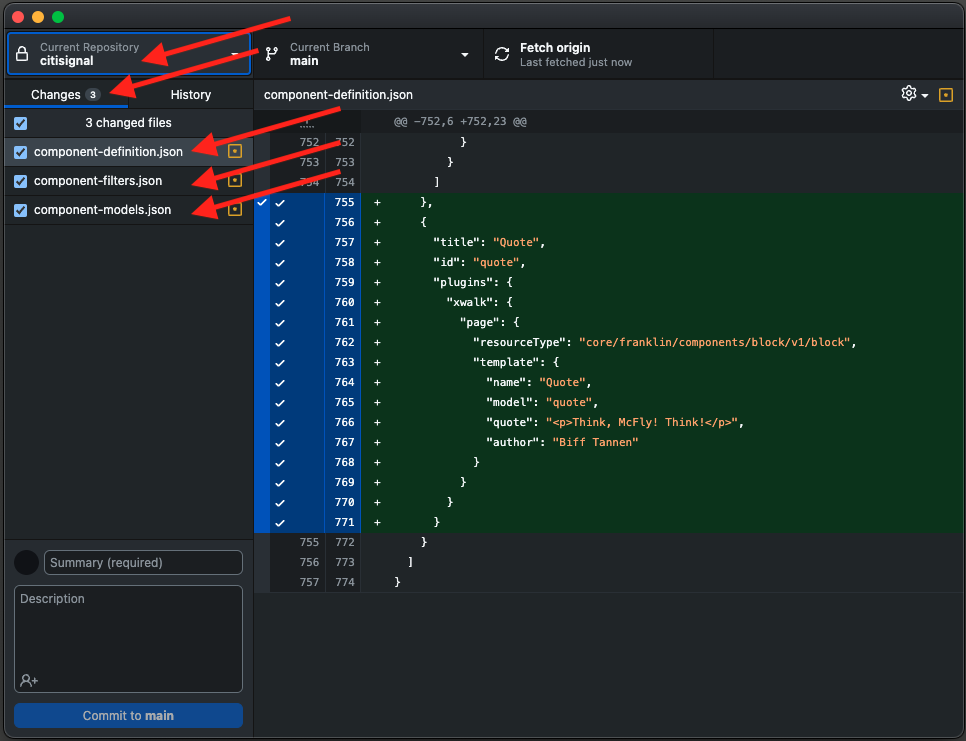 Current Repository
citisignal
Current Branch
main
Fetch origin
Last fetched just now
Changes 3
History
component-definition.json
3 changed files
component-definition.json
component-filters.json
component-models.json
@@ -752,6 +752,23 @@
752 752 }
753 753 }
754 754 ]
755 + },
756 + {
757 + "title": "Quote",
758 + "id": "quote",
759 + "plugins": {
760 + "xwalk": {
761 + "page": {
762 + "resourceType": "core/franklin/components/block/v1/block",
763 + "template": {
764 + "name": "Quote",
765 + "model": "quote",
766 + "quote": "<p>Think, McFly! Think!</p>",
767 + "author": "Biff Tannen"
768 + }
769 + }
770 + }
771 + }
755 772 }
756 773 ]
757 774 }
Summary (required)
Description
Commit to main